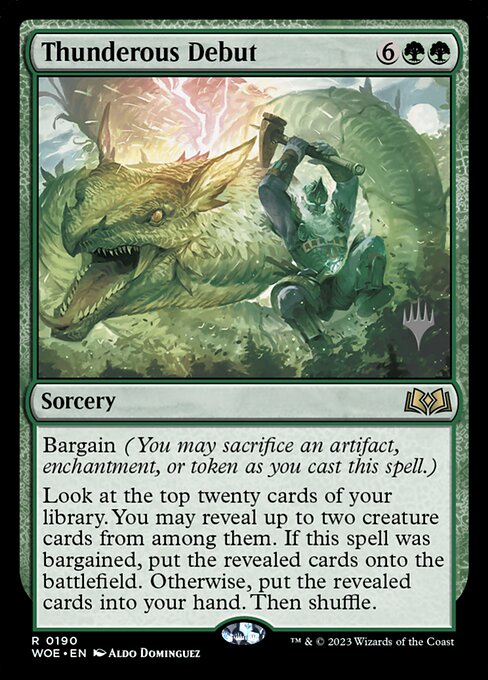 Thunderous Debut 6
Sorcery
Bargain (You may sacrifice an artifact,
enchantment, or token as you cast this spell.)
Look at the top twenty cards of your
library. You may reveal up to two creature
cards from among them. If this spell was
bargained, put the revealed cards onto the
battlefield. Otherwise, put the revealed
cards into your hand. Then shuffle.
R 0190
WOE • EN Aldo Dominguez
™ & © 2023 Wizards of the Coast